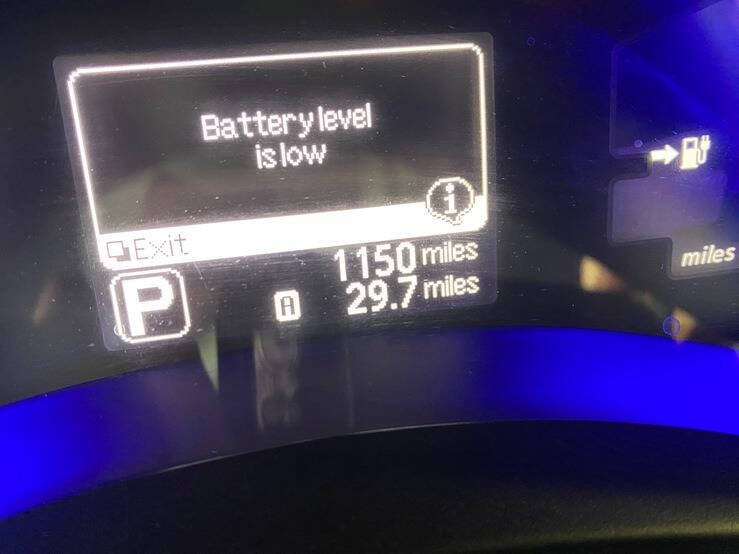 Battery level
is low
i
Exit
1150 miles
P
A 29.7 miles
miles